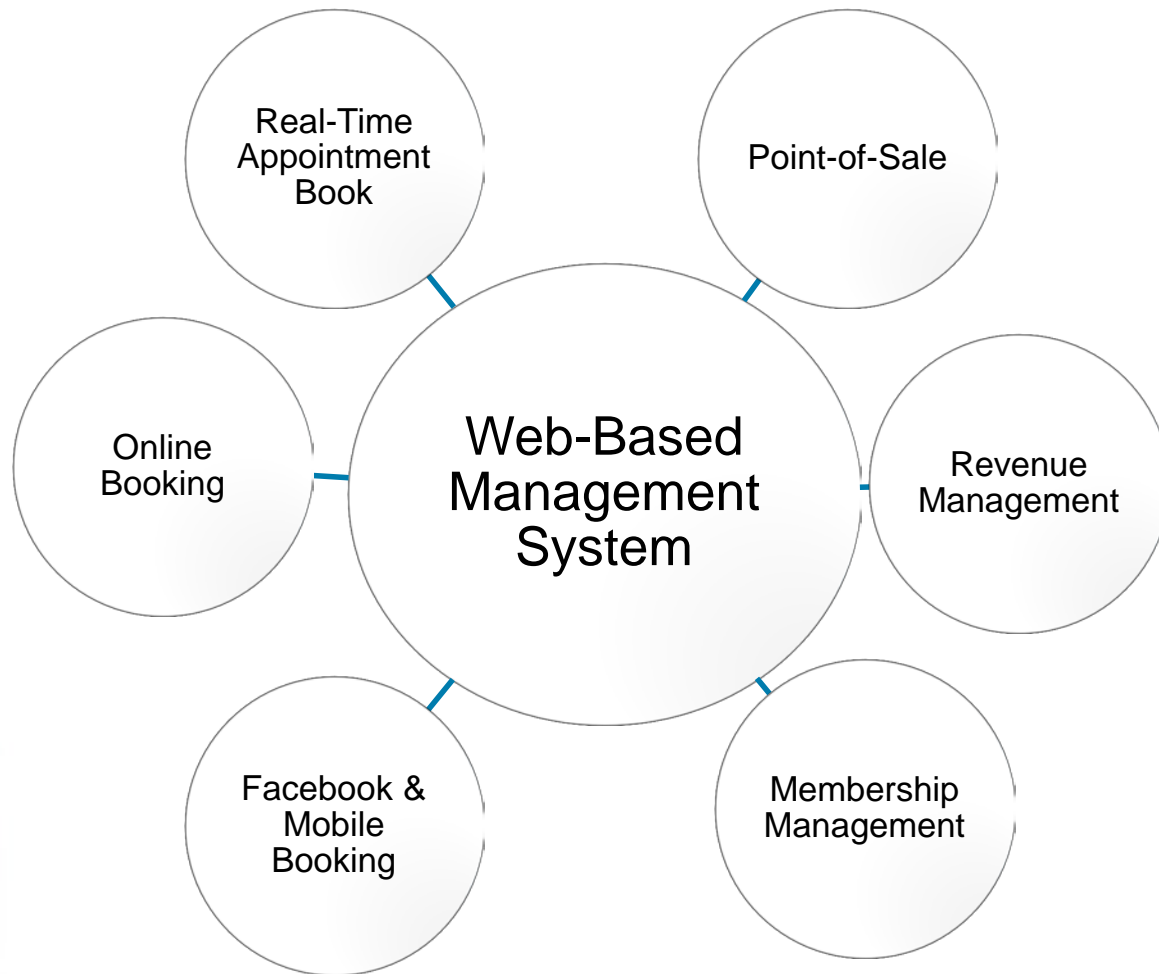 Real-Time
Appointment
Book
Point-of-Sale
Web-Based
Management
System
Online
Booking
Revenue
Management
Facebook &
Mobile
Booking
Membership
Management